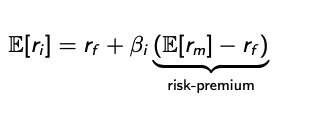 𝔼[rᵢ] = r_f + βᵢ (𝔼[r_m] − r_f)
risk-premium